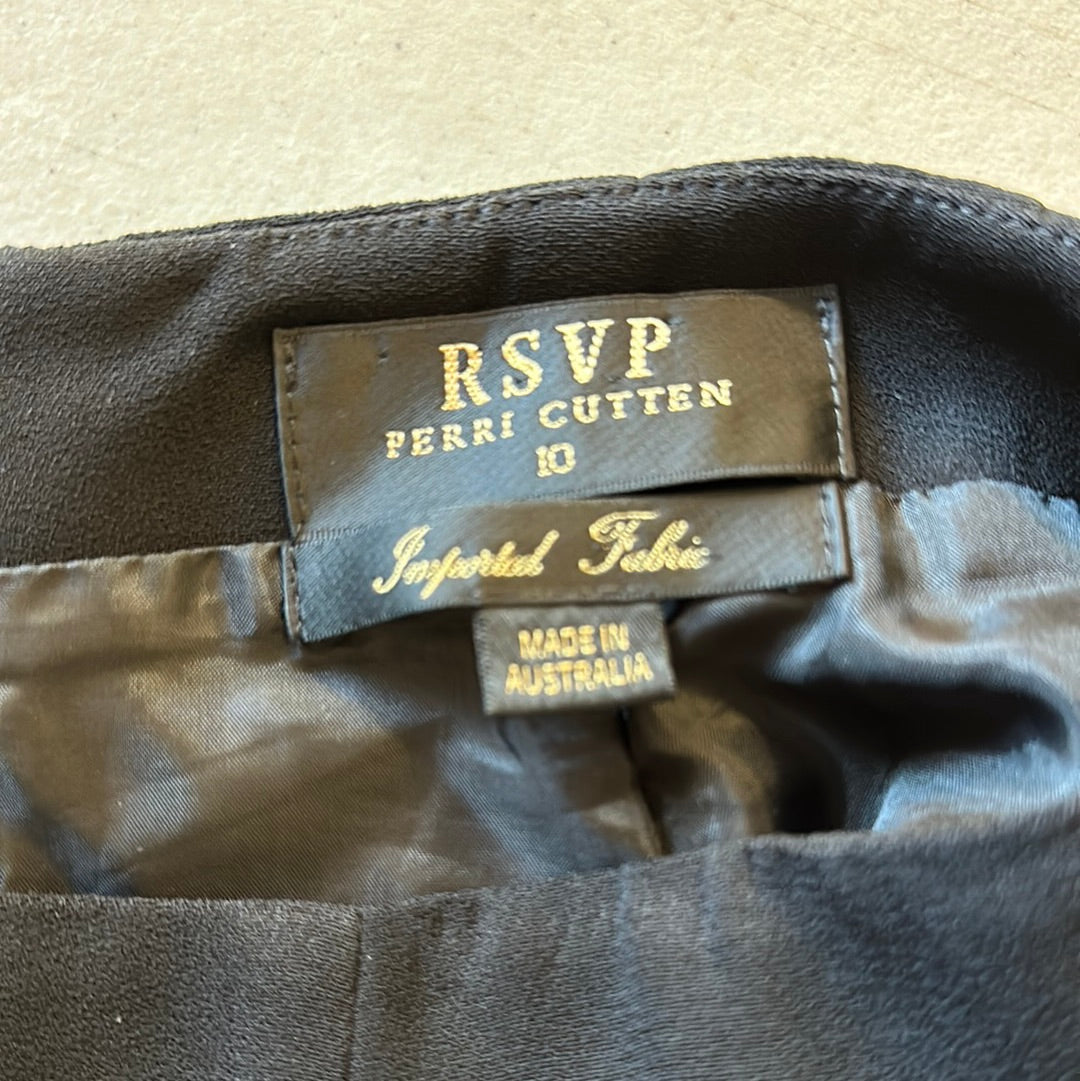 RSVP
PERRI CUTTEN
10
Imported Fabric
MADE IN
AUSTRALIA